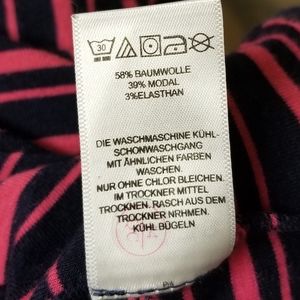 30
58% BAUMWOLLE
39% MODAL
3%ELASTHAN
DIE WASCHMASCHINE KÜHL-
SCHONWASCHGANG
MIT ÄHNLICHEN FARBEN
WASCHEN.
NUR OHNE CHLOR BLEICHEN.
IM TROCKNER MITTEL
TROCKNEN. RASCH AUS DEM
TROCKNER NRHMEN.
KÜHL BÜGELN